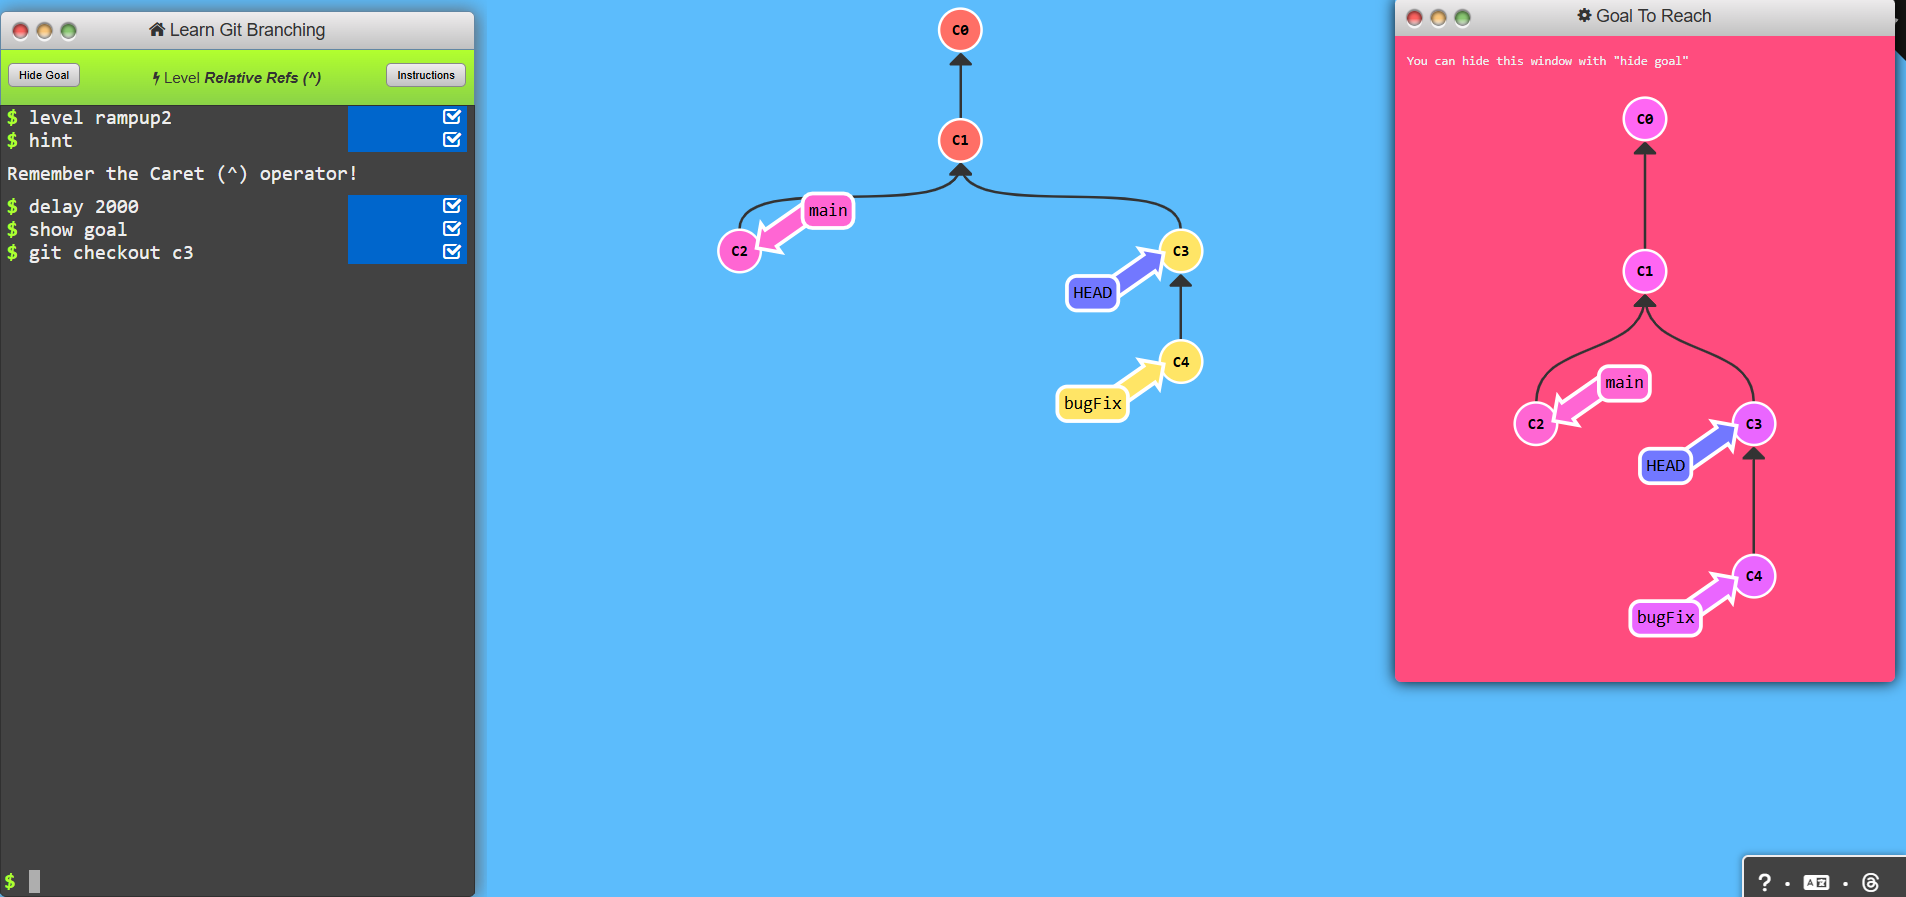 Learn Git Branching
Hide Goal
Level Relative Refs (^)
Instructions
$ level rampup2
$ hint
Remember the Caret (^) operator!
$ delay 2000
$ show goal
$ git checkout c3
$
C0
C1
main
C2
C3
HEAD
C4
bugFix
Goal To Reach
You can hide this window with "hide goal"
C0
C1
main
C2
C3
HEAD
C4
bugFix
?